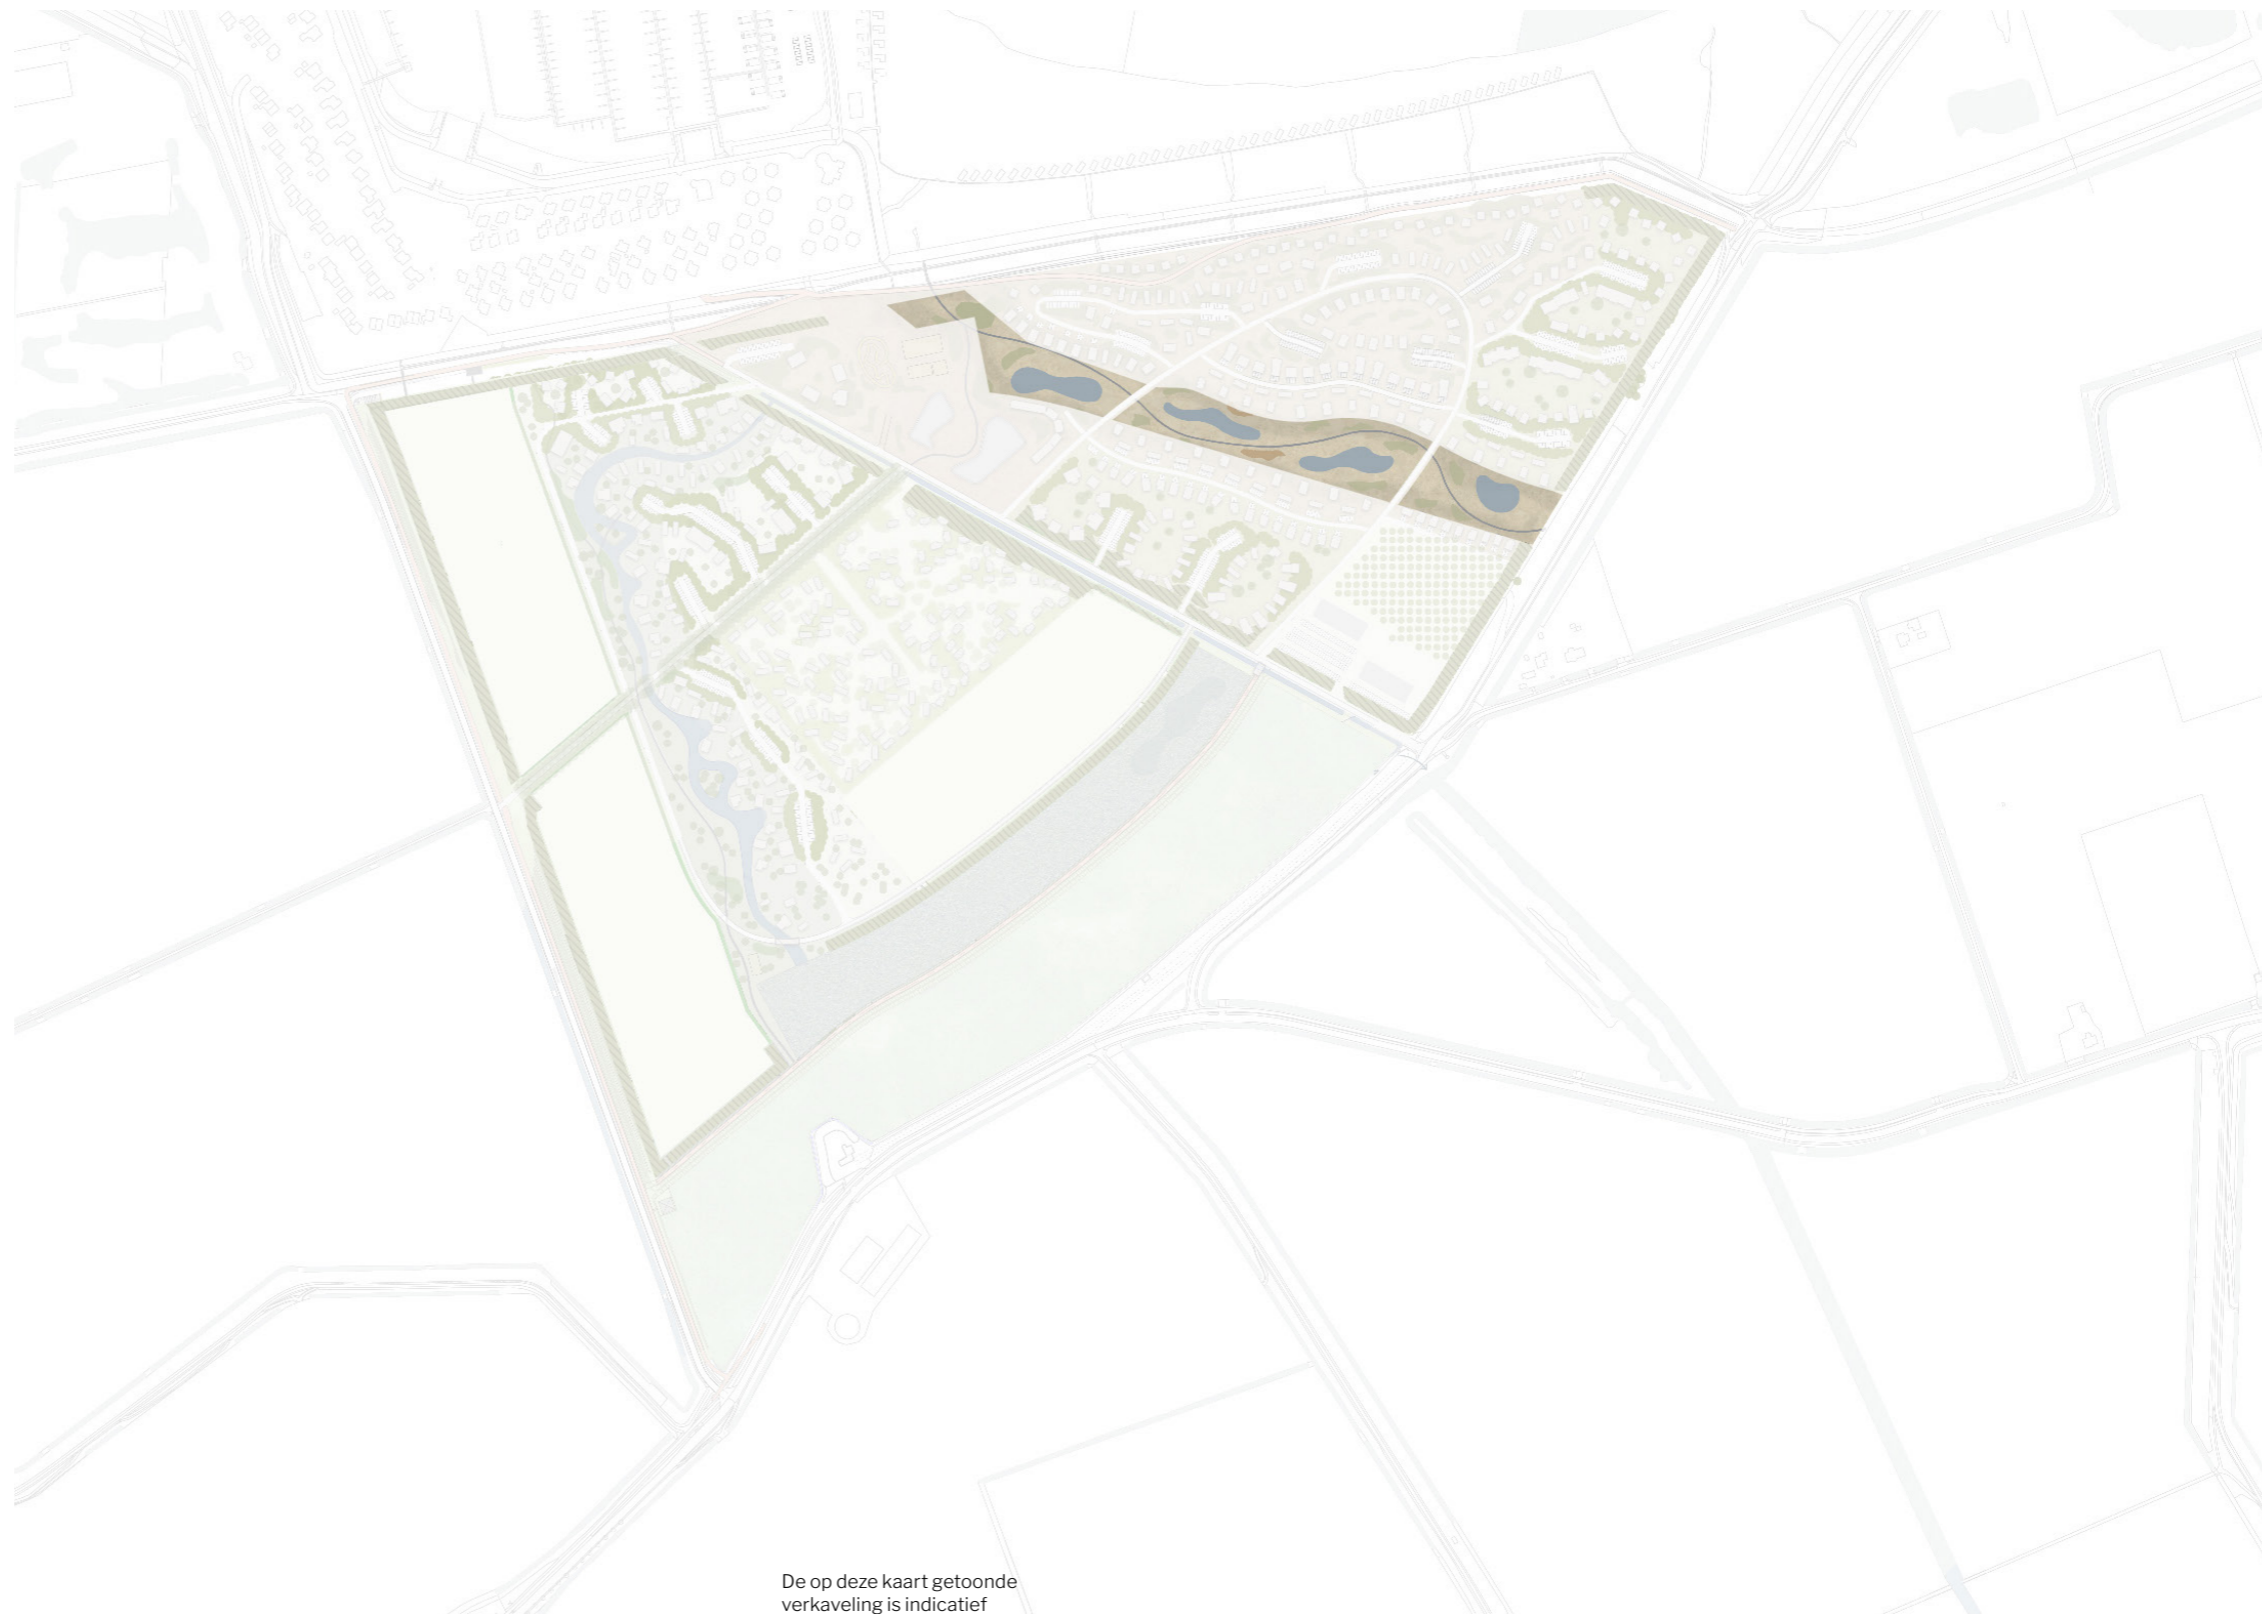 De op deze kaart getoonde
verkaveling is indicatief